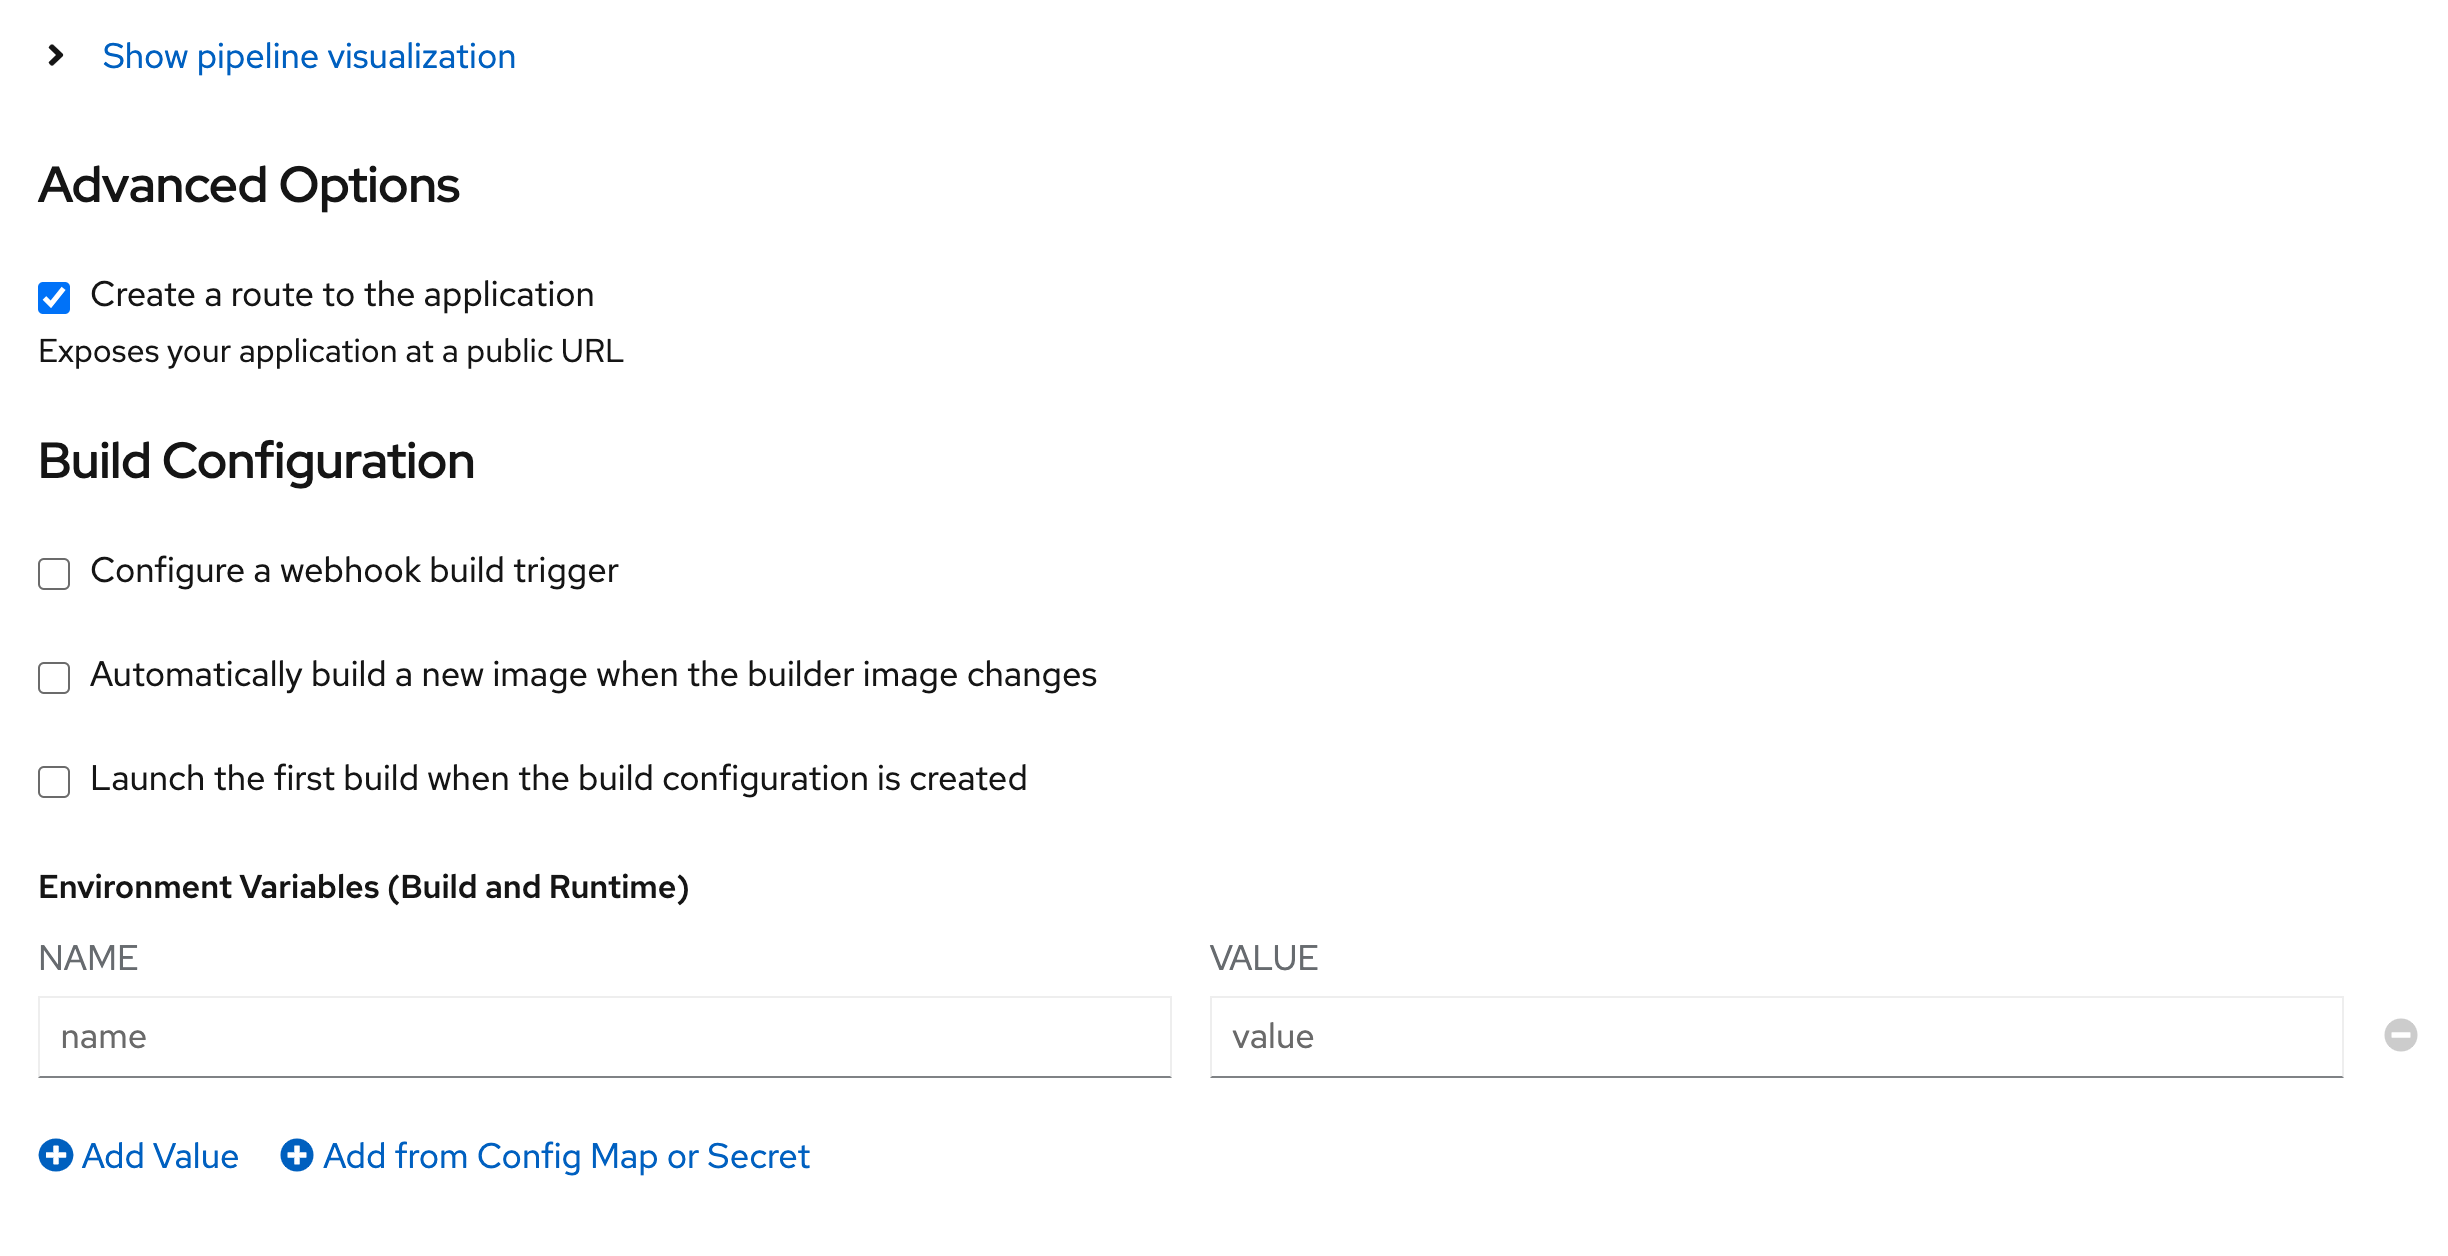 Show pipeline visualization
Advanced Options
Create a route to the application
Exposes your application at a public URL
Build Configuration
Configure a webhook build trigger
Automatically build a new image when the builder image changes
Launch the first build when the build configuration is created
Environment Variables (Build and Runtime)
NAME VALUE
name value
Add Value Add from Config Map or Secret